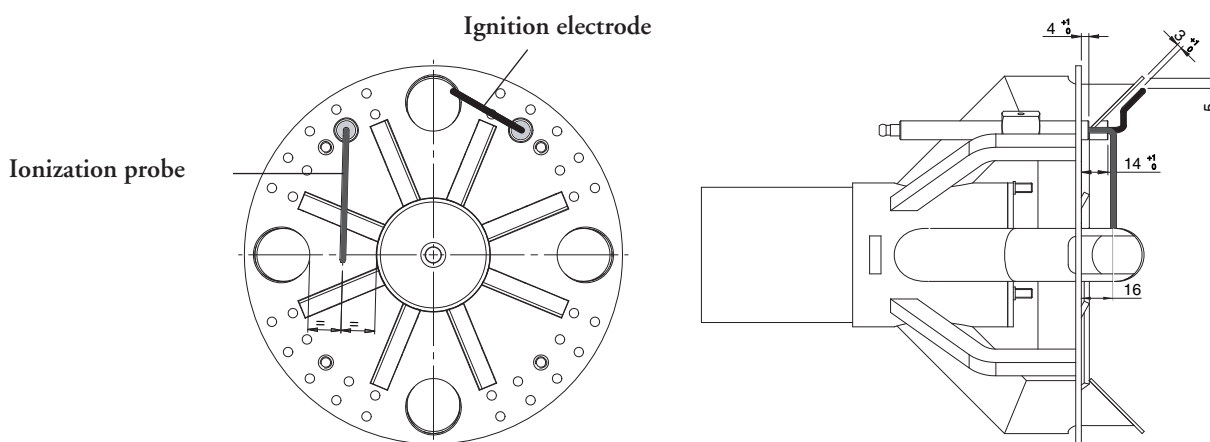 Ignition electrode
Ionization probe
= =
4 +1 0
3 +1 0
5
14 +1 0
16